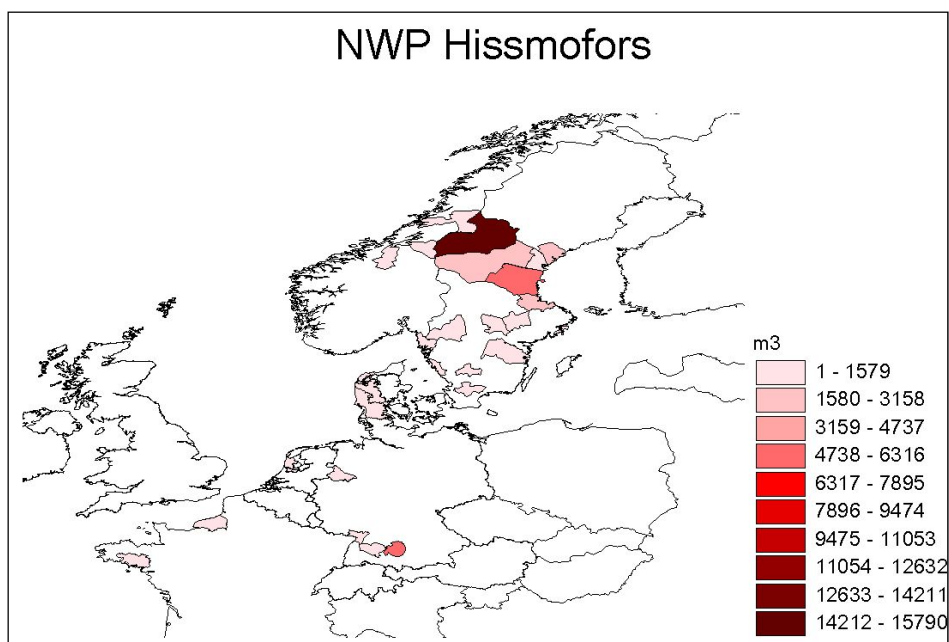 NWP Hissmofors
m3
1 - 1579
1580 - 3158
3159 - 4737
4738 - 6316
6317 - 7895
7896 - 9474
9475 - 11053
11054 - 12632
12633 - 14211
14212 - 15790